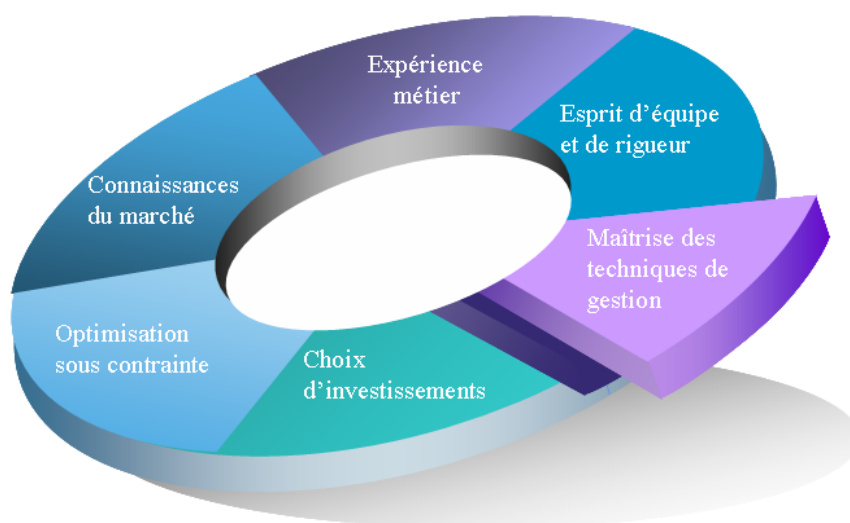 Expérience
métier
Esprit d'équipe
et de rigueur
Connaissances
du marché
Maîtrise des
techniques de
gestion
Optimisation
sous contrainte
Choix
d'investissements